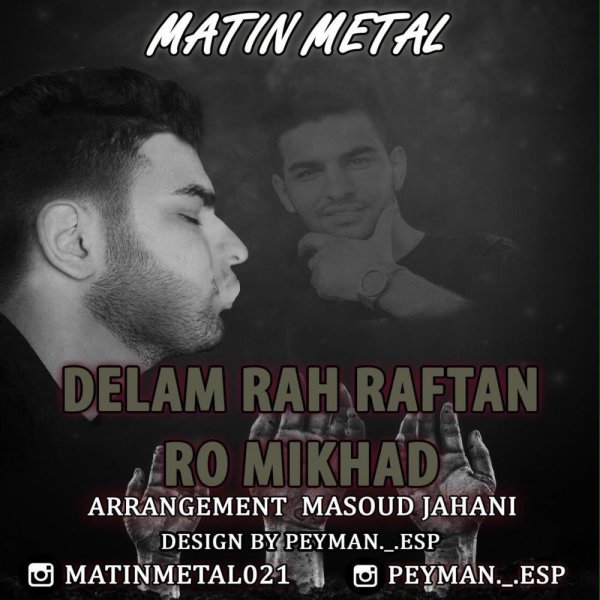 MATIN METAL
DELAM RAH RAFTAN
RO MIKHAD
ARRANGEMENT MASOUD JAHANI
DESIGN BY PEYMAN._.ESP
MATINMETAL021 PEYMAN._.ESP